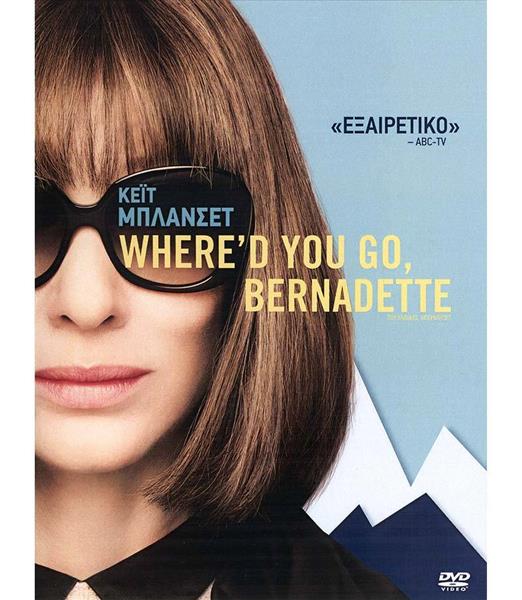 «ΕΞΑΙΡΕΤΙΚΟ»
– ABC-TV
ΚΕΪΤ
ΜΠΛΑΝΣΕΤ
WHERE'D YOU GO,
BERNADETTE
DVD
VIDEO